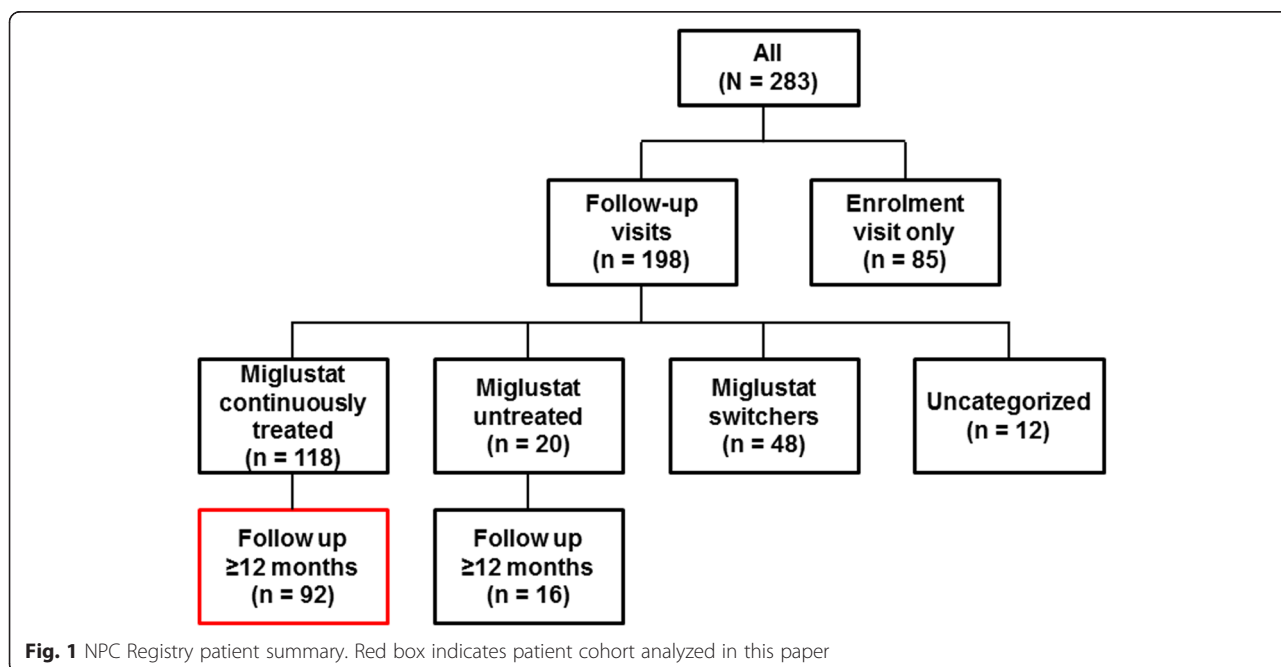 All
(N = 283)
Follow-up
visits
(n = 198)
Enrolment
visit only
(n = 85)
Miglustat
continuously
treated
(n = 118)
Miglustat
untreated
(n = 20)
Miglustat
switchers
(n = 48)
Uncategorized
(n = 12)
Follow up
≥12 months
(n = 92)
Follow up
≥12 months
(n = 16)
Fig. 1 NPC Registry patient summary. Red box indicates patient cohort analyzed in this paper